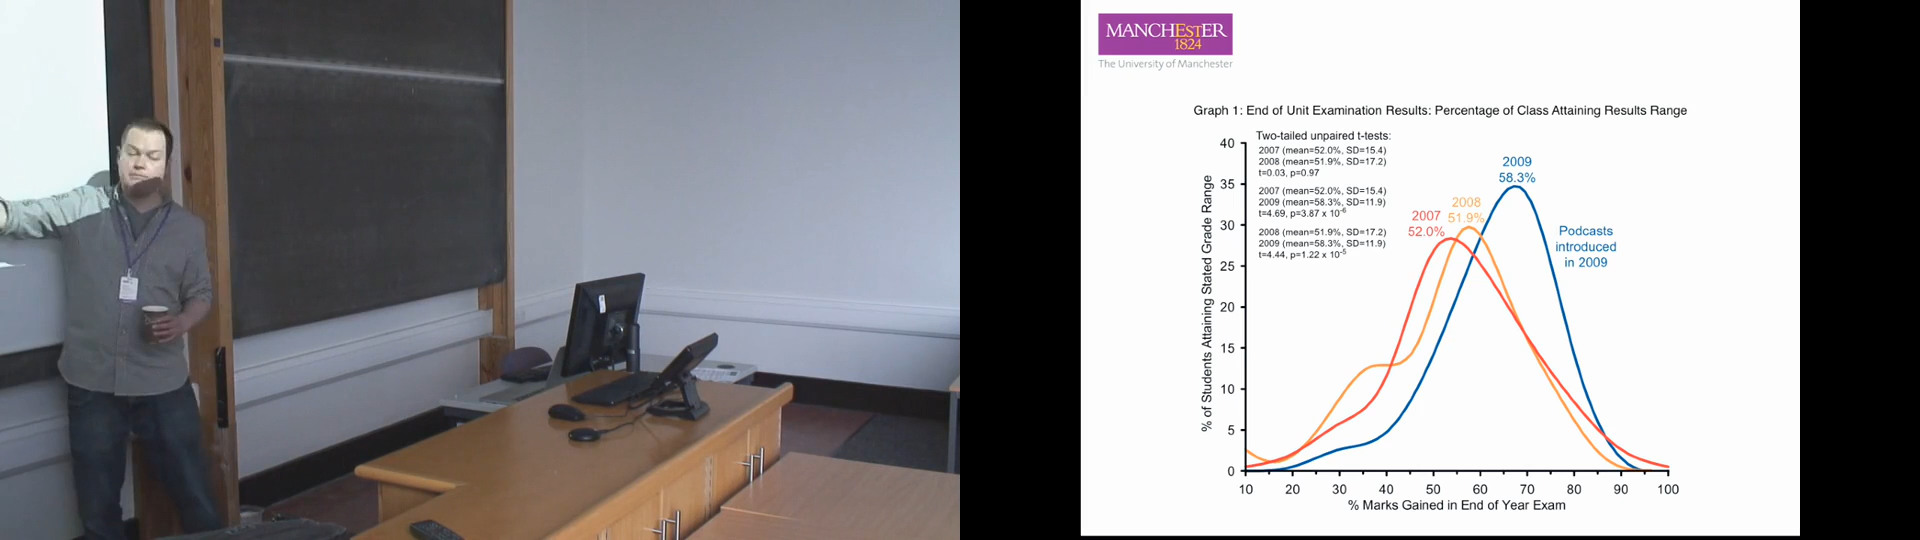 MANCHESTER
1824
The University of Manchester
Graph 1: End of Unit Examination Results: Percentage of Class Attaining Results Range
Two-tailed unpaired t-tests:
2007 (mean=52.0%, SD=15.4)
2008 (mean=51.9%, SD=17.2)
t=0.03, p=0.97
2007 (mean=52.0%, SD=15.4)
2009 (mean=58.3%, SD=11.9)
t=4.69, p=3.87 x 10⁻⁶
2008 (mean=51.9%, SD=17.2)
2009 (mean=58.3%, SD=11.9)
t=4.44, p=1.22 x 10⁻⁵
2007
52.0%
2008
51.9%
2009
58.3%
Podcasts
introduced
in 2009
% of Students Attaining Stated Grade Range
40
35
30
25
20
15
10
5
0
10 20 30 40 50 60 70 80 90 100
% Marks Gained in End of Year Exam